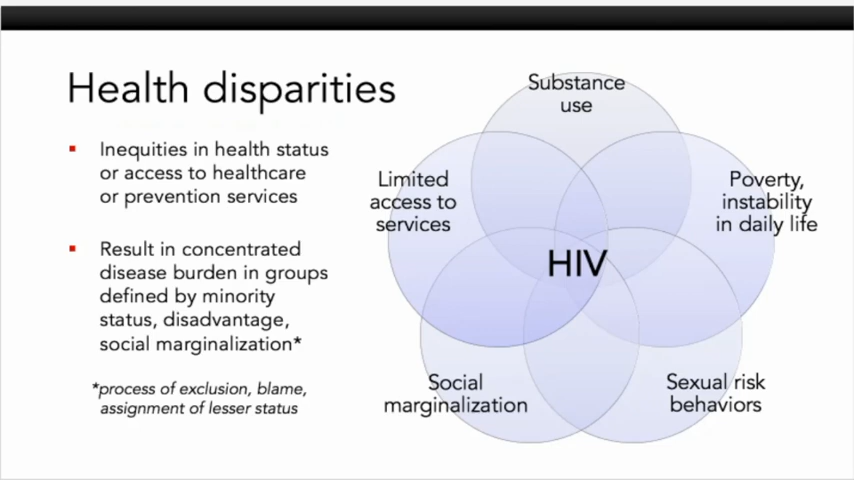 Health disparities
▪ Inequities in health status
or access to healthcare
or prevention services
▪ Result in concentrated
disease burden in groups
defined by minority
status, disadvantage,
social marginalization*
*process of exclusion, blame,
assignment of lesser status
Substance
use
Limited
access to
services
Poverty,
instability
in daily life
HIV
Social
marginalization
Sexual risk
behaviors